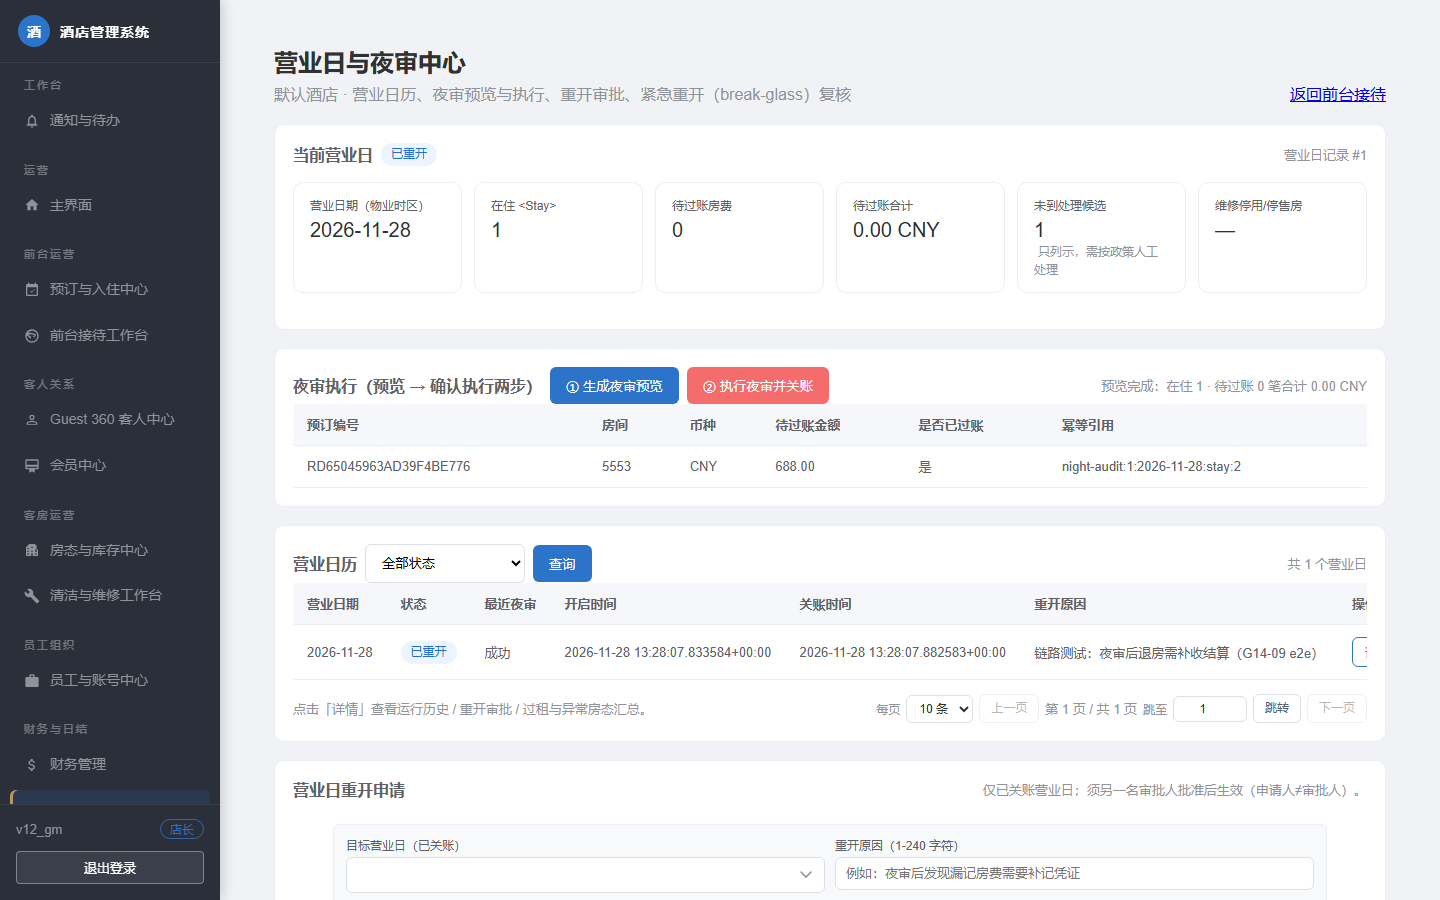 酒 酒店管理系统
工作台
通知与待办
运营
主界面
前台运营
预订与入住中心
前台接待工作台
客人关系
Guest 360 客人中心
会员中心
客房运营
房态与库存中心
清洁与维修工作台
员工组织
员工与账号中心
财务与日结
财务管理
v12_gm 店长
退出登录
营业日与夜审中心
默认酒店 · 营业日历、夜审预览与执行、重开审批、紧急重开（break-glass）复核
返回前台接待
当前营业日 已重开 营业日记录 #1
营业日期（物业时区）
2026-11-28
在住 <Stay>
1
待过账房费
0
待过账合计
0.00 CNY
未到处理候选
1
只列示，需按政策人工
处理
维修停用/停售房
—
夜审执行（预览 → 确认执行两步） ① 生成夜审预览 ② 执行夜审并关账 预览完成：在住 1 · 待过账 0 笔合计 0.00 CNY
预订编号 房间 币种 待过账金额 是否已过账 幂等引用
RD65045963AD39F4BE776 5553 CNY 688.00 是 night-audit:1:2026-11-28:stay:2
营业日历 全部状态 查询 共 1 个营业日
营业日期 状态 最近夜审 开启时间 关账时间 重开原因
2026-11-28 已重开 成功 2026-11-28 13:28:07.833584+00:00 2026-11-28 13:28:07.882583+00:00 链路测试：夜审后退房需补收结算（G14-09 e2e）
点击「详情」查看运行历史 / 重开审批 / 过租与异常房态汇总。 每页 10 条 上一页 第 1 页 / 共 1 页 跳至 1 跳转 下一页
营业日重开申请 仅已关账营业日；须另一名审批人批准后生效（申请人≠审批人）。
目标营业日（已关账）
重开原因（1-240 字符）
例如：夜审后发现漏记房费需要补记凭证